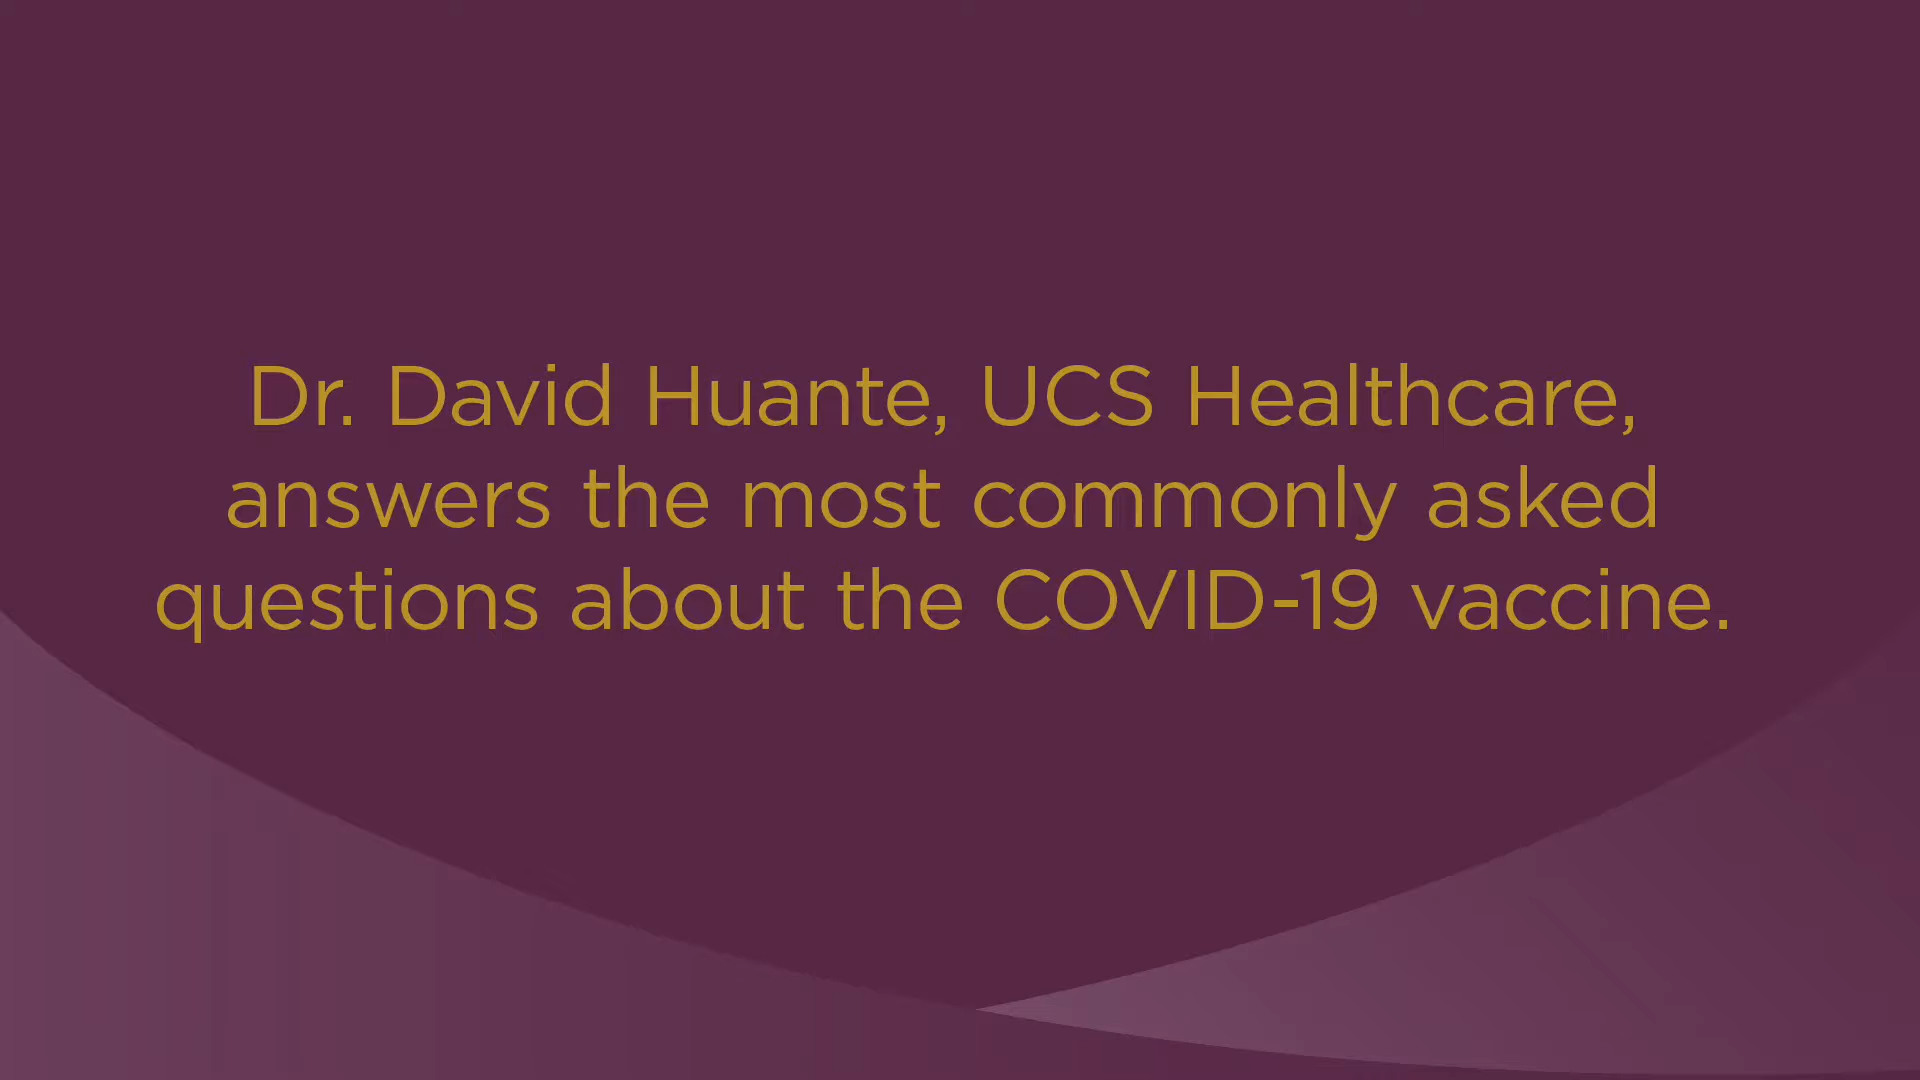 Dr. David Huante, UCS Healthcare,
answers the most commonly asked
questions about the COVID-19 vaccine.